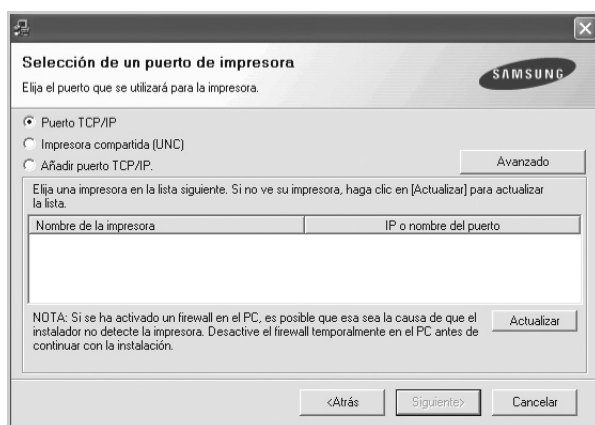 Selección de un puerto de impresora
Elija el puerto que se utilizará para la impresora.
SAMSUNG
Puerto TCP/IP
Impresora compartida (UNC)
Añadir puerto TCP/IP.
Avanzado
Elija una impresora en la lista siguiente. Si no ve su impresora, haga clic en [Actualizar] para actualizar
la lista.
Nombre de la impresora IP o nombre del puerto
NOTA: Si se ha activado un firewall en el PC, es posible que esa sea la causa de que el
instalador no detecte la impresora. Desactive el firewall temporalmente en el PC antes de
continuar con la instalación.
Actualizar
<Atrás Siguiente> Cancelar